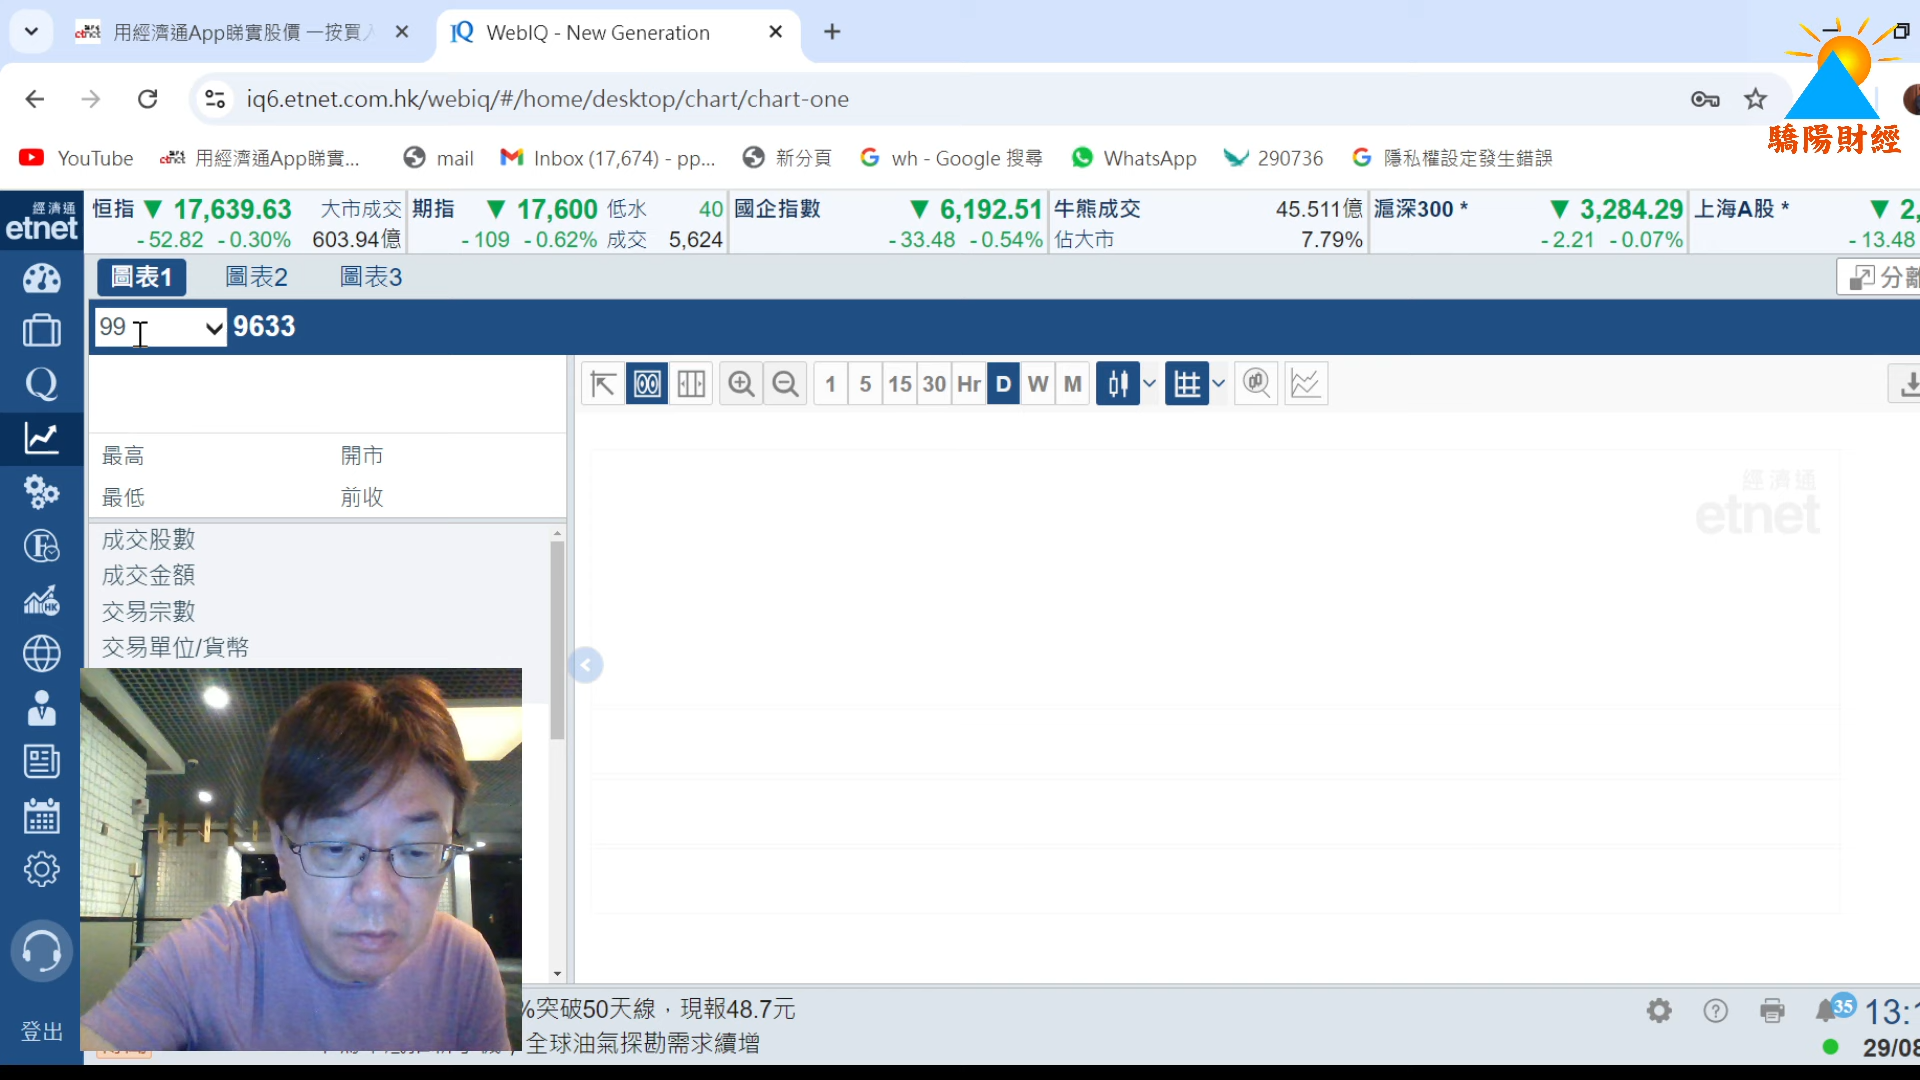 用經濟通App睇實股價 一按買入
WebIQ - New Generation
iq6.etnet.com.hk/webiq/#/home/desktop/chart/chart-one
驕陽財經
YouTube
用經濟通App睇實...
mail
Inbox (17,674) - pp...
新分頁
wh - Google 搜尋
WhatsApp
290736
隱私權設定發生錯誤
經濟通
etnet
恒指 ▼ 17,639.63 大市成交
-52.82 -0.30% 603.94億
期指 ▼ 17,600 低水 40
-109 -0.62% 成交 5,624
國企指數 ▼ 6,192.51
-33.48 -0.54%
牛熊成交 45.511億
佔大市 7.79%
滬深300 * ▼ 3,284.29
-2.21 -0.07%
上海A股 * ▼ 2,
-13.48
圖表1 圖表2 圖表3
分離
99 9633
1 5 15 30 Hr D W M
最高 開市
最低 前收
經濟通
etnet
成交股數
成交金額
交易宗數
交易單位/貨幣
登出
%突破50天線，現報48.7元
全球油氣探勘需求續增
35
13:1
29/08